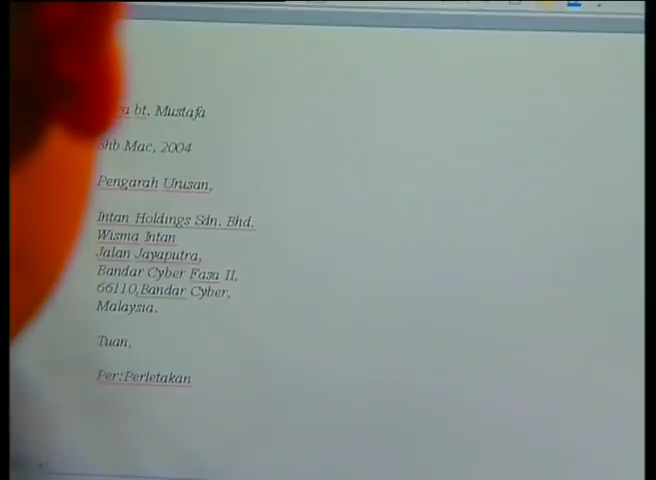 bt. Mustafa
Mac, 2004
Pengarah Urusan,
Intan Holdings Sdn. Bhd.
Wisma Intan
Jalan Jayaputra,
Bandar Cyber Fasa II,
66110,Bandar Cyber,
Malaysia.
Tuan,
Per:Perletakan